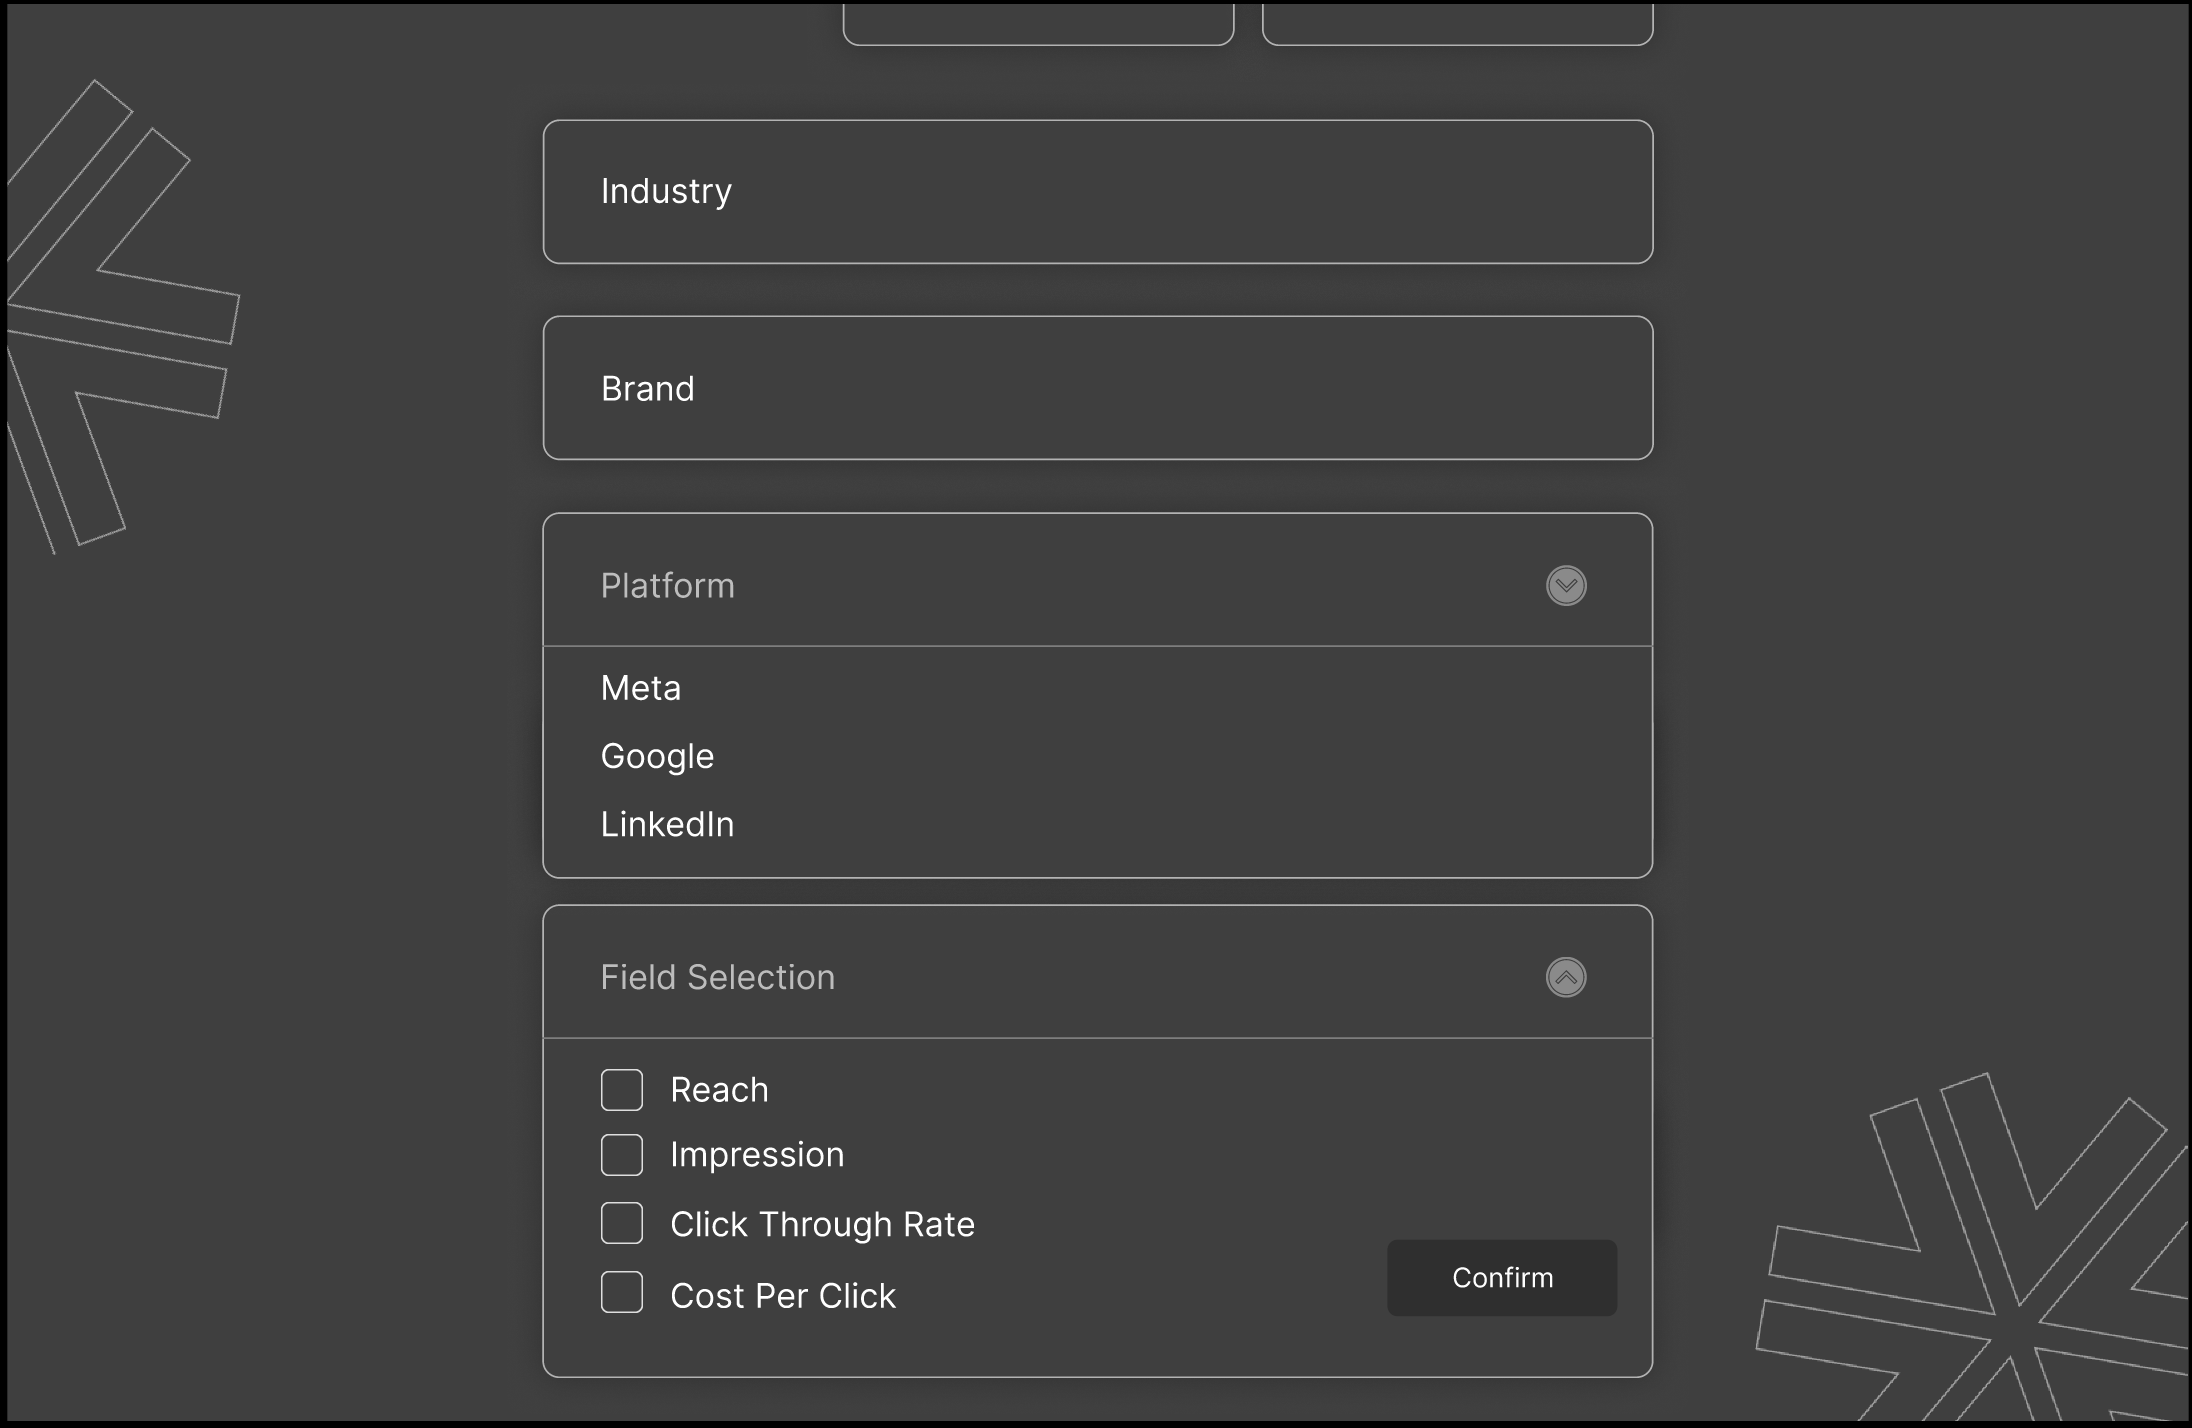 Industry
Brand
Platform
Meta
Google
LinkedIn
Field Selection
Reach
Impression
Click Through Rate
Cost Per Click
Confirm